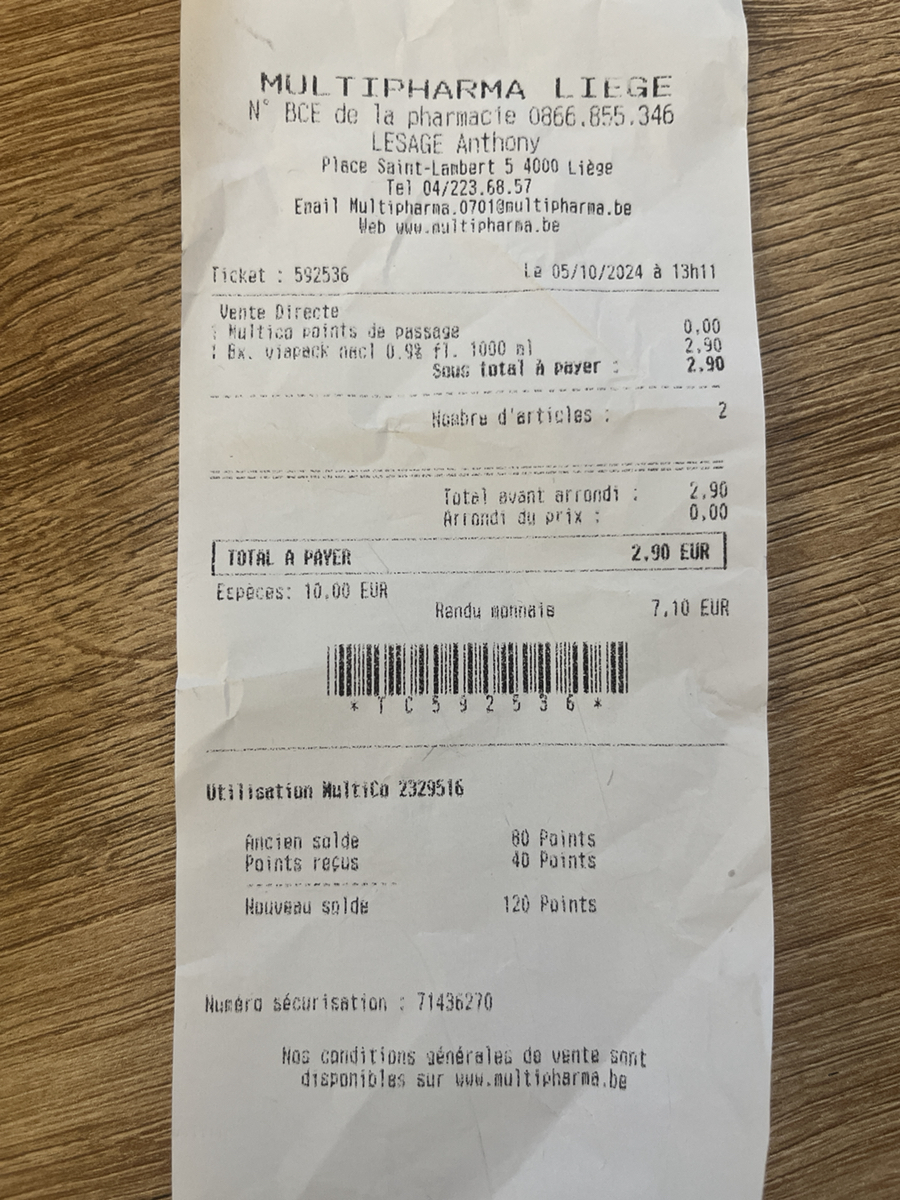 MULTIPHARMA LIEGE
N° BCE de la pharmacie 0866.855.346
LESAGE Anthony
Place Saint-Lambert 5 4000 Liège
Tel 04/223.68.57
Email Multipharma.0701@multipharma.be
Web www.multipharma.be
Ticket : 592536 Le 05/10/2024 à 13h11
Vente Directe
1 Multico points de passage 0,00
1 Bx. viapack nacl 0.9% fl. 1000 ml 2,90
Sous total à payer : 2,90
Nombre d'articles : 2
Total avant arrondi : 2,90
Arrondi du prix : 0,00
TOTAL A PAYER 2,90 EUR
Espèces: 10,00 EUR
Rendu monnaie 7,10 EUR
*TC592536*
Utilisation MultiCo 2329516
Ancien solde 80 Points
Points reçus 40 Points
Nouveau solde 120 Points
Numéro sécurisation : 71436270
Nos conditions générales de vente sont
disponibles sur www.multipharma.be